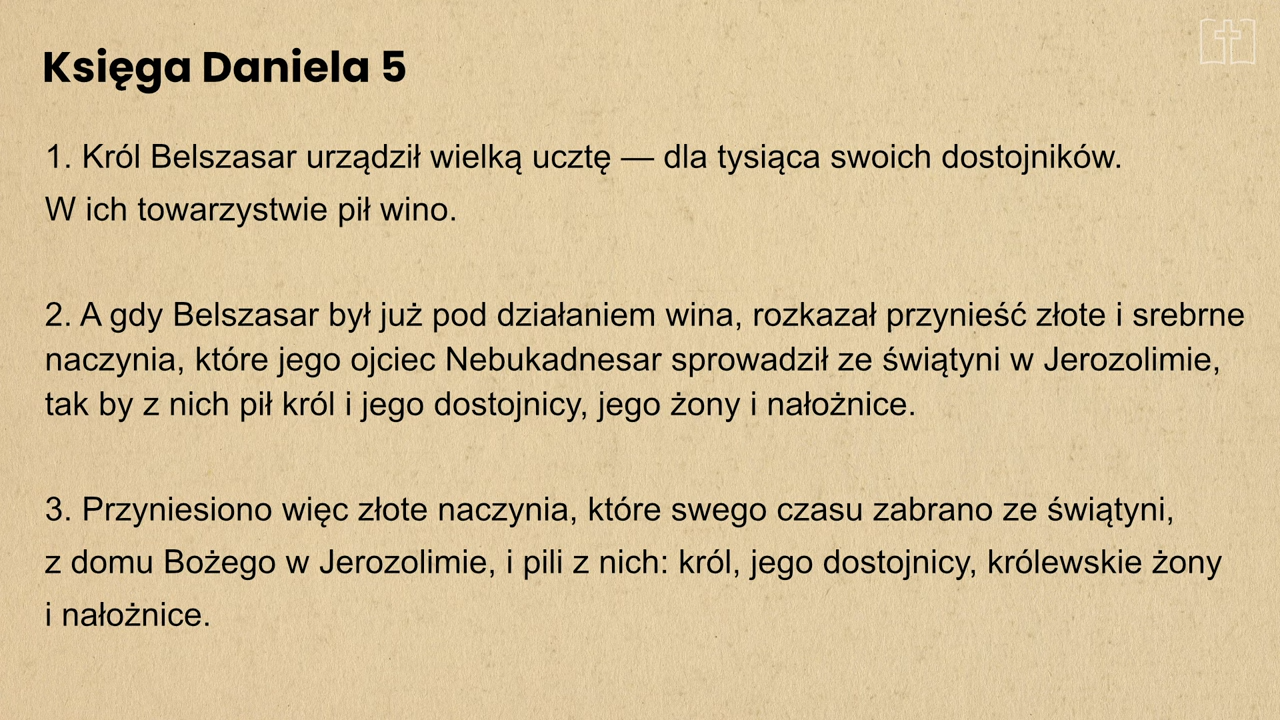 Księga Daniela 5
1. Król Belszasar urządził wielką ucztę — dla tysiąca swoich dostojników.
W ich towarzystwie pił wino.
2. A gdy Belszasar był już pod działaniem wina, rozkazał przynieść złote i srebrne
naczynia, które jego ojciec Nebukadnesar sprowadził ze świątyni w Jerozolimie,
tak by z nich pił król i jego dostojnicy, jego żony i nałożnice.
3. Przyniesiono więc złote naczynia, które swego czasu zabrano ze świątyni,
z domu Bożego w Jerozolimie, i pili z nich: król, jego dostojnicy, królewskie żony
i nałożnice.